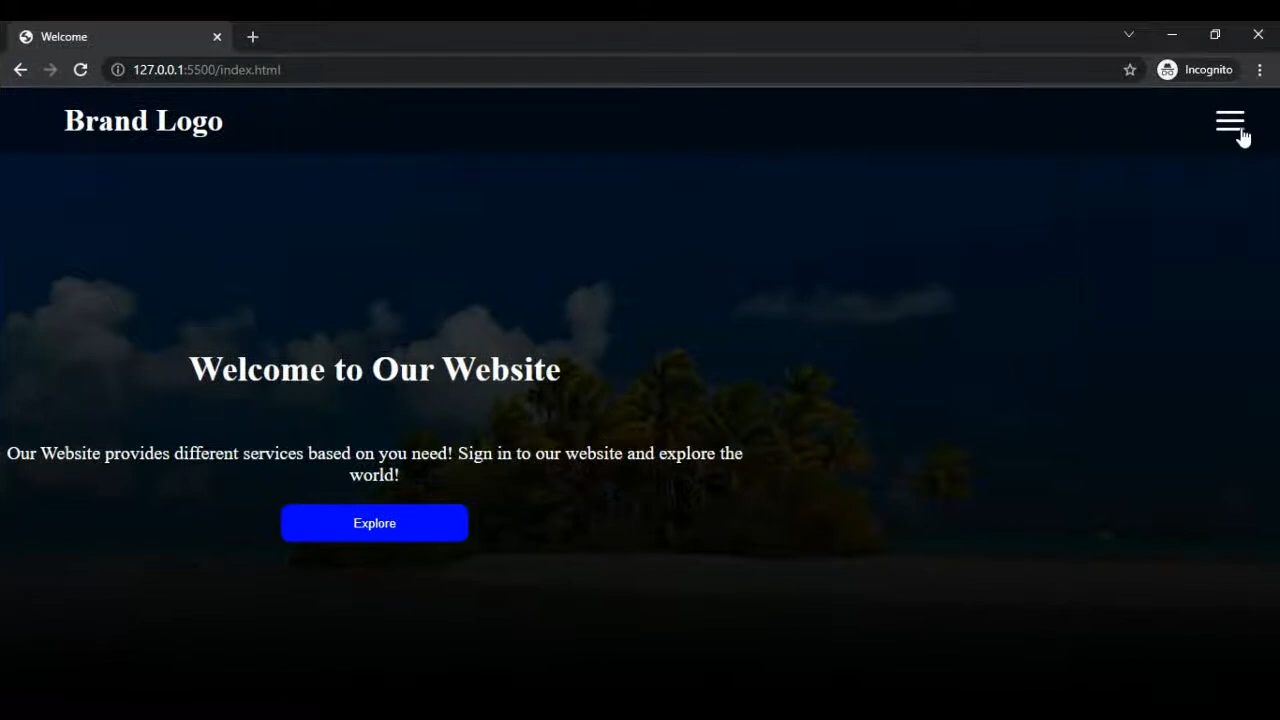 Welcome
127.0.0.1:5500/index.html
Incognito
Brand Logo
Welcome to Our Website
Our Website provides different services based on you need! Sign in to our website and explore the
world!
Explore